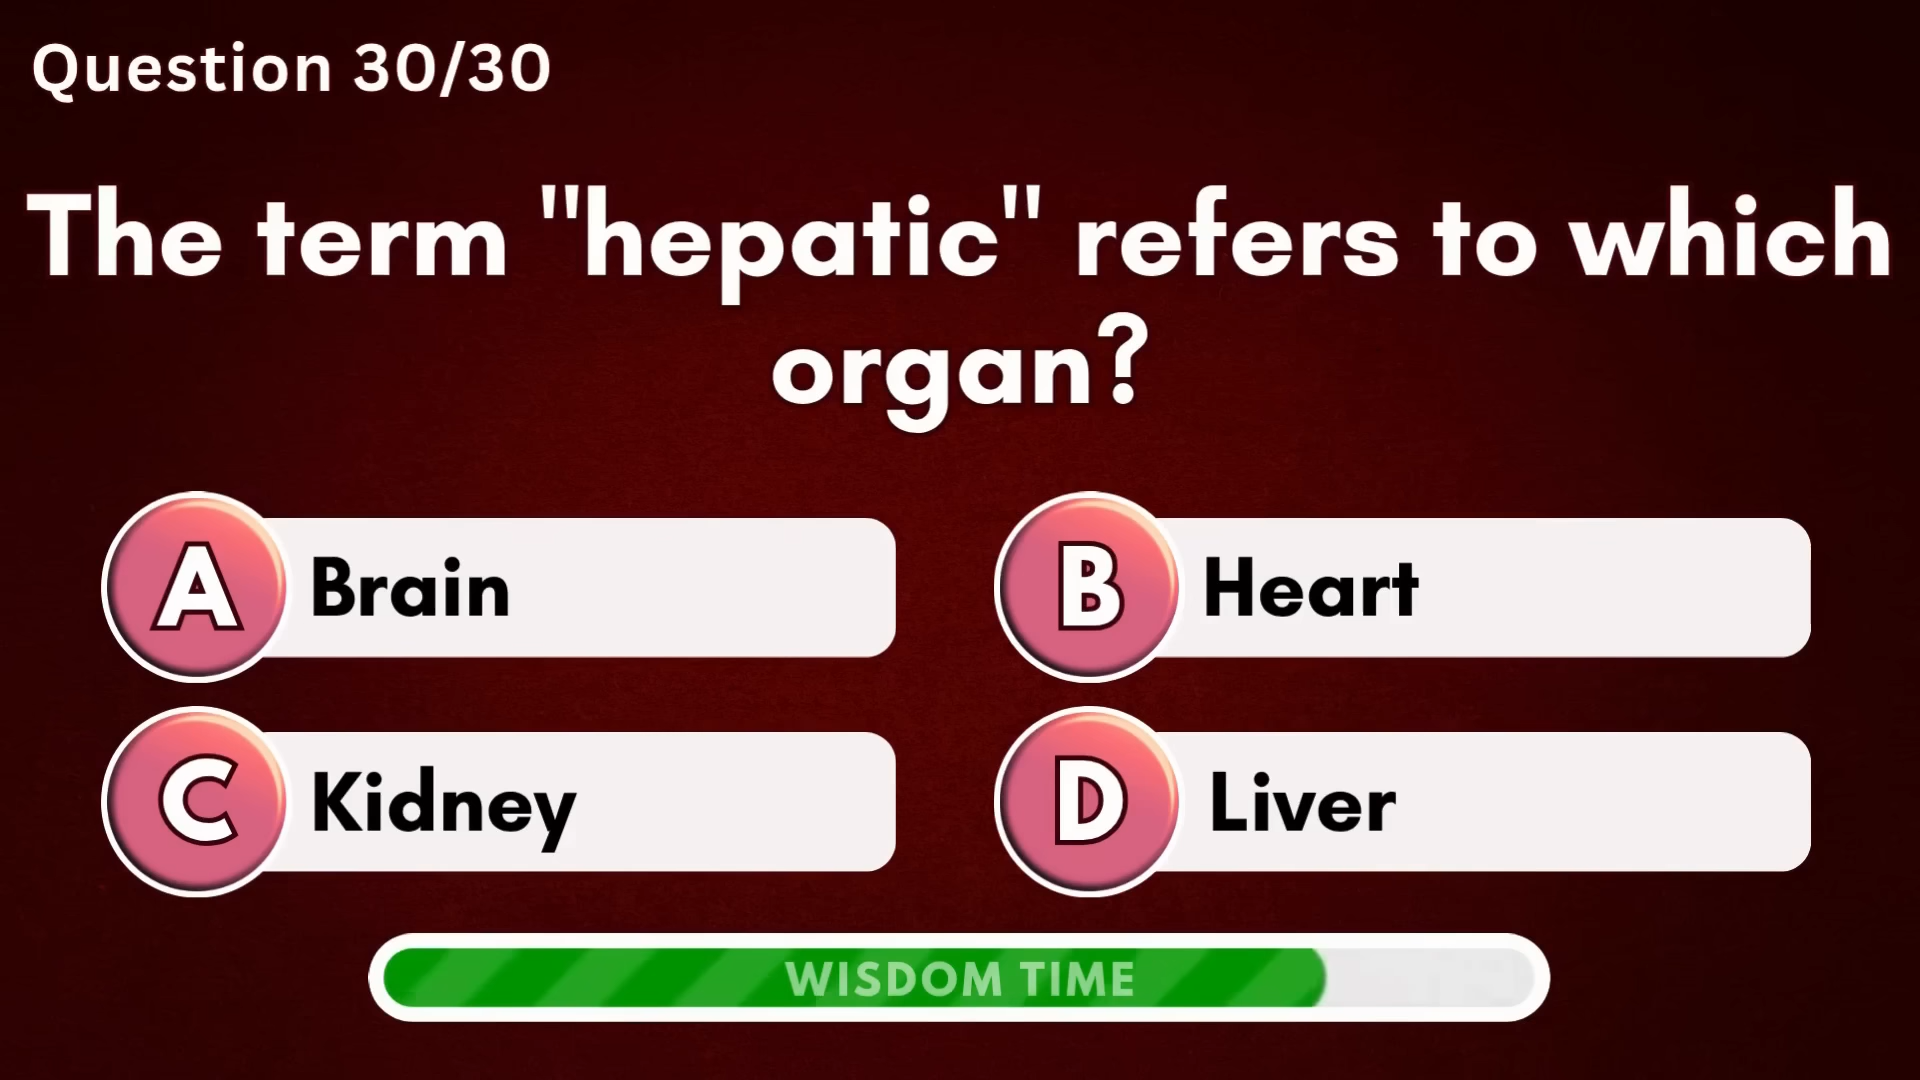 Question 30/30
The term "hepatic" refers to which
organ?
A Brain
B Heart
C Kidney
D Liver
WISDOM TIME